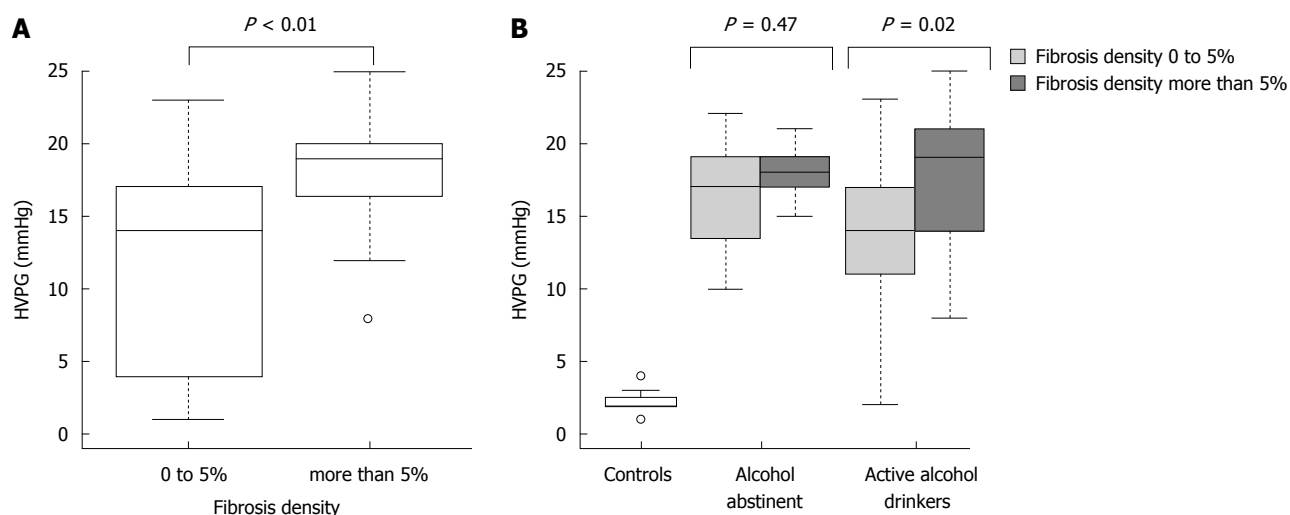 A
P < 0.01
25
20
15
10
5
0
HVPG (mmHg)
0 to 5%
more than 5%
Fibrosis density
B
P = 0.47
P = 0.02
Fibrosis density 0 to 5%
Fibrosis density more than 5%
25
20
15
10
5
0
HVPG (mmHg)
Controls
Alcohol
abstinent
Active alcohol
drinkers